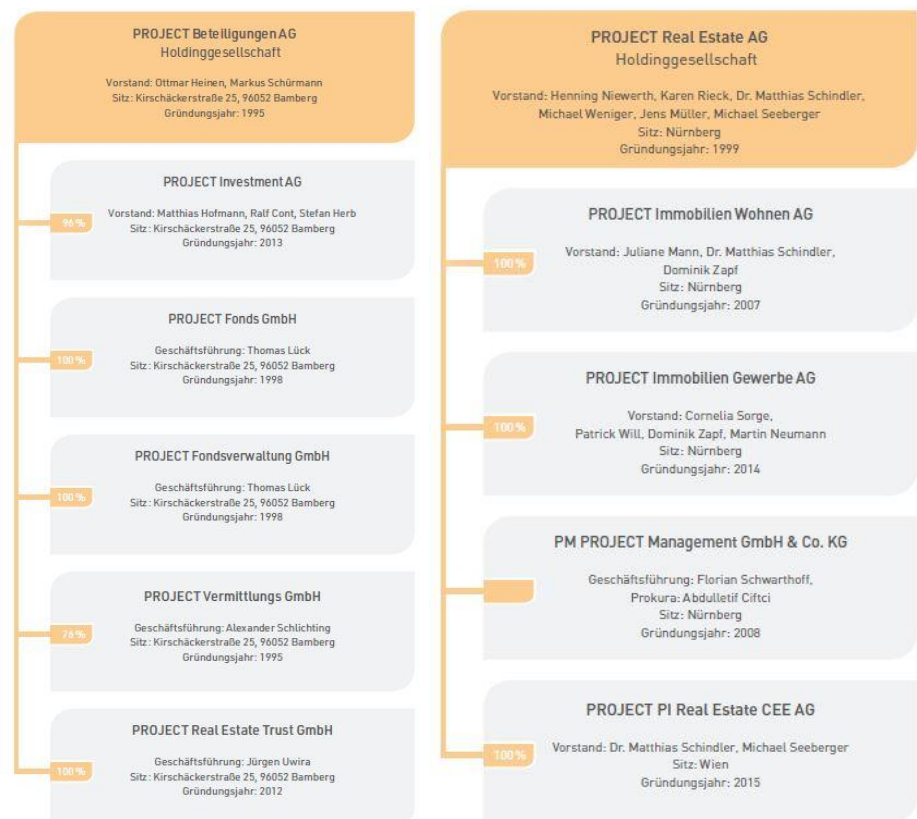 PROJECT Beteiligungen AG
Holdinggesellschaft
Vorstand: Ottmar Heinen, Markus Schürmann
Sitz: Kirschäckerstraße 25, 96052 Bamberg
Gründungsjahr: 1995
PROJECT Investment AG
Vorstand: Matthias Hofmann, Ralf Cont, Stefan Herb
Sitz: Kirschäckerstraße 25, 96052 Bamberg
Gründungsjahr: 2013
96%
PROJECT Fonds GmbH
Geschäftsführung: Thomas Lück
Sitz: Kirschäckerstraße 25, 96052 Bamberg
Gründungsjahr: 1998
100%
PROJECT Fondsverwaltung GmbH
Geschäftsführung: Thomas Lück
Sitz: Kirschäckerstraße 25, 96052 Bamberg
Gründungsjahr: 1998
100%
PROJECT Vermittlungs GmbH
Geschäftsführung: Alexander Schlichting
Sitz: Kirschäckerstraße 25, 96052 Bamberg
Gründungsjahr: 1995
76%
PROJECT Real Estate Trust GmbH
Geschäftsführung: Jürgen Uwira
Sitz: Kirschäckerstraße 25, 96052 Bamberg
Gründungsjahr: 2012
100%
PROJECT Real Estate AG
Holdinggesellschaft
Vorstand: Henning Niewerth, Karen Rieck, Dr. Matthias Schindler,
Michael Weniger, Jens Müller, Michael Seeberger
Sitz: Nürnberg
Gründungsjahr: 1999
PROJECT Immobilien Wohnen AG
Vorstand: Juliane Mann, Dr. Matthias Schindler,
Dominik Zapf
Sitz: Nürnberg
Gründungsjahr: 2007
100%
PROJECT Immobilien Gewerbe AG
Vorstand: Cornelia Sorge,
Patrick Will, Dominik Zapf, Martin Neumann
Sitz: Nürnberg
Gründungsjahr: 2014
100%
PM PROJECT Management GmbH & Co. KG
Geschäftsführung: Florian Schwarthoff,
Prokura: Abdulletif Ciftci
Sitz: Nürnberg
Gründungsjahr: 2008
PROJECT PI Real Estate CEE AG
Vorstand: Dr. Matthias Schindler, Michael Seeberger
Sitz: Wien
Gründungsjahr: 2015
100%